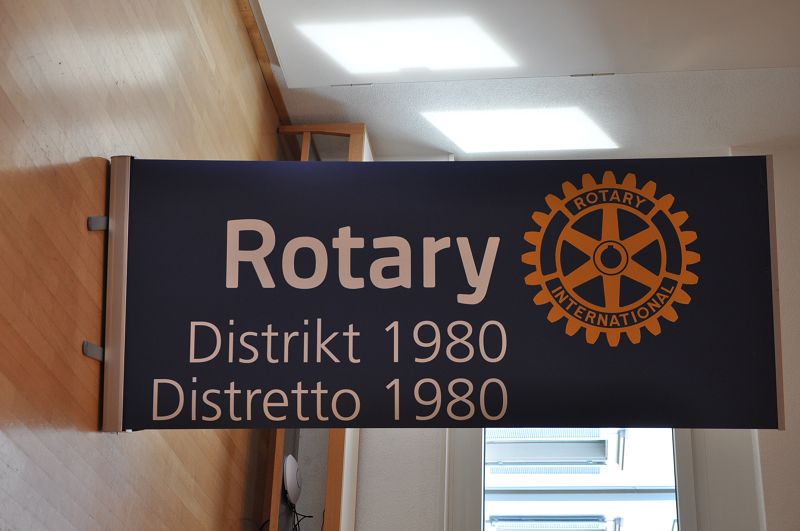 Rotary
Distrikt 1980
Distretto 1980
ROTARY
INTERNATIONAL